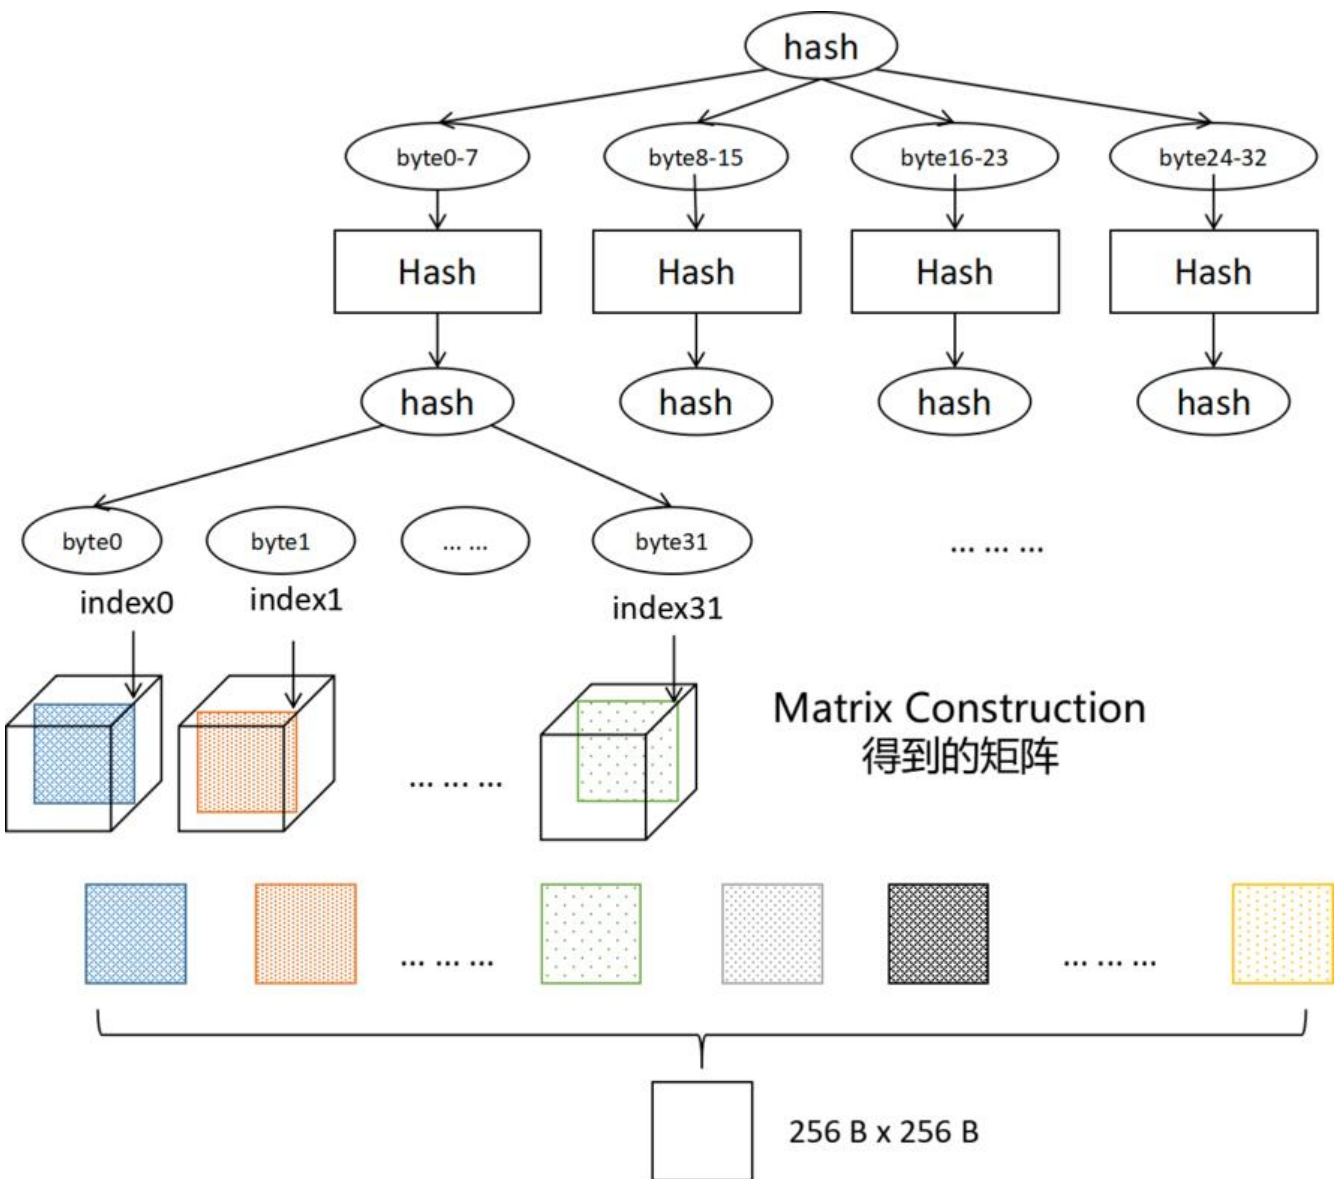 hash
byte0-7
byte8-15
byte16-23
byte24-32
Hash
Hash
Hash
Hash
hash
hash
hash
hash
byte0
byte1
... ...
byte31
... ... ...
index0
index1
index31
... ... ...
Matrix Construction
得到的矩阵
... ... ...
... ... ...
256 B x 256 B